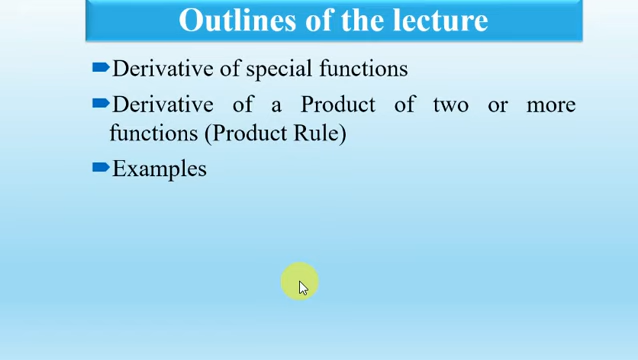 Outlines of the lecture
Derivative of special functions
Derivative of a Product of two or more
functions (Product Rule)
Examples